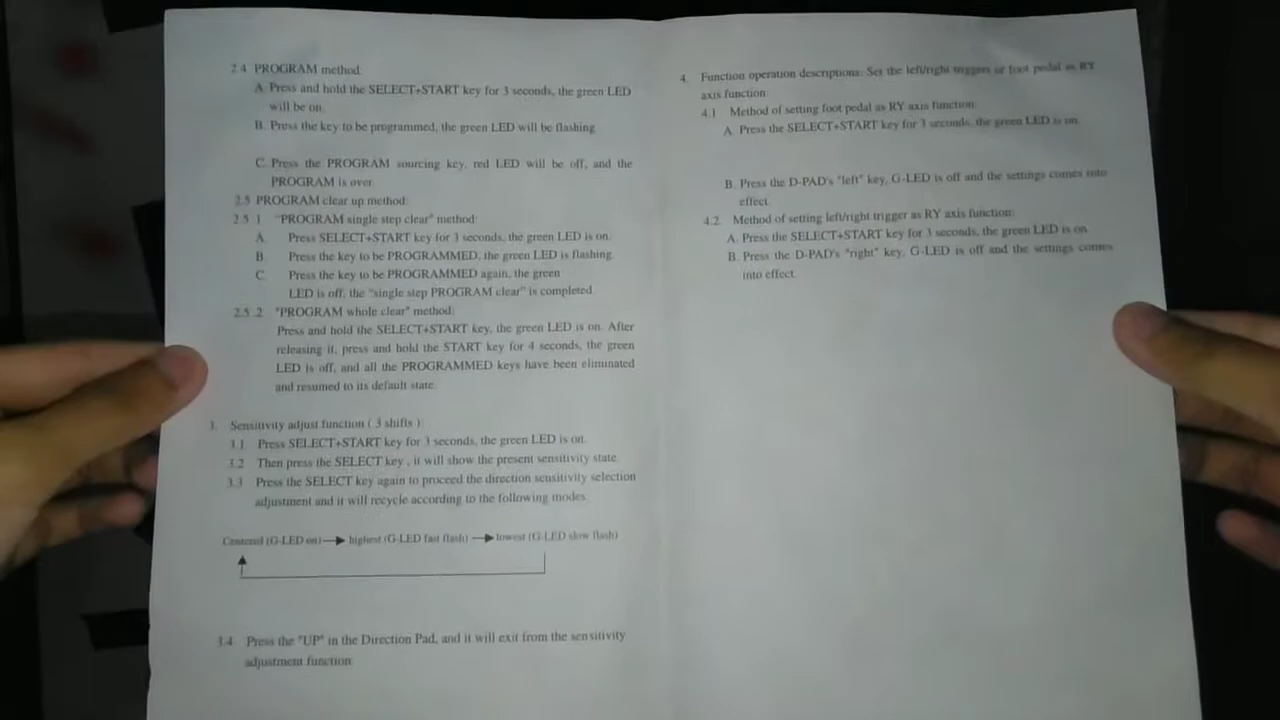 2.4 PROGRAM method:
A. Press and hold the SELECT+START key for 3 seconds, the green LED
will be on.
B. Press the key to be programmed, the green LED will be flashing.
C. Press the PROGRAM sourcing key, red LED will be off, and the
PROGRAM is over.
2.5 PROGRAM clear up method:
2.5.1 "PROGRAM single step clear" method:
A. Press SELECT+START key for 3 seconds, the green LED is on.
B. Press the key to be PROGRAMMED, the green LED is flashing.
C. Press the key to be PROGRAMMED again, the green
LED is off, the "single step PROGRAM clear" is completed.
2.5.2 "PROGRAM whole clear" method:
Press and hold the SELECT+START key, the green LED is on. After
releasing it, press and hold the START key for 4 seconds, the green
LED is off, and all the PROGRAMMED keys have been eliminated
and resumed to its default state.
3. Sensitivity adjust function ( 3 shifts ):
3.1 Press SELECT+START key for 3 seconds, the green LED is on.
3.2 Then press the SELECT key , it will show the present sensitivity state.
3.3 Press the SELECT key again to proceed the direction sensitivity selection
adjustment and it will recycle according to the following modes.
Centered (G-LED on) highest (G-LED fast flash) lowest (G-LED slow flash)
3.4 Press the "UP" in the Direction Pad, and it will exit from the sensitivity
adjustment function.
4. Function operation descriptions: Set the left/right triggers or foot pedal as RY
axis function:
4.1 Method of setting foot pedal as RY axis function:
A. Press the SELECT+START key for 3 seconds, the green LED is on.
B. Press the D-PAD's "left" key, G-LED is off and the settings comes into
effect.
4.2. Method of setting left/right trigger as RY axis function:
A. Press the SELECT+START key for 3 seconds, the green LED is on.
B. Press the D-PAD's "right" key, G-LED is off and the settings comes
into effect.